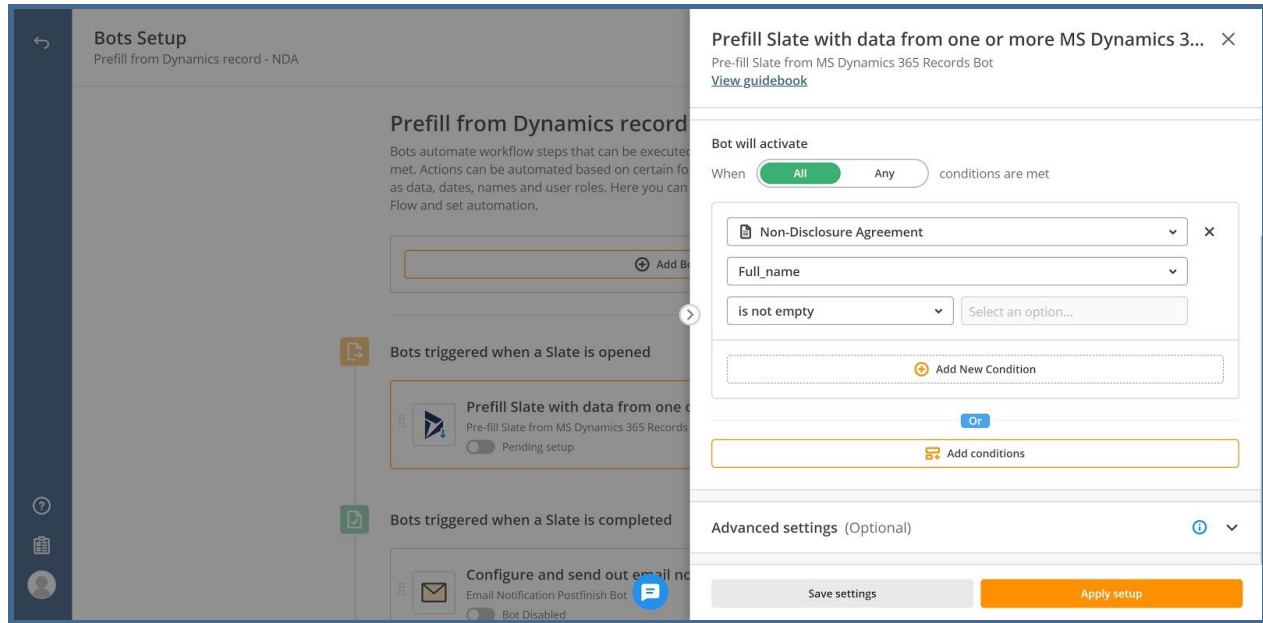 Bots Setup
Prefill from Dynamics record - NDA
Prefill from Dynamics record
Bots automate workflow steps that can be executed
met. Actions can be automated based on certain fo
as data, dates, names and user roles. Here you can
Flow and set automation.
Add Bo
Bots triggered when a Slate is opened
Prefill Slate with data from one o
Pre-fill Slate from MS Dynamics 365 Records
Pending setup
Bots triggered when a Slate is completed
Configure and send out email no
Email Notification Postfinish Bot
Bot Disabled
Prefill Slate with data from one or more MS Dynamics 3...
Pre-fill Slate from MS Dynamics 365 Records Bot
View guidebook
Bot will activate
When All Any conditions are met
Non-Disclosure Agreement
Full_name
is not empty Select an option...
Add New Condition
Or
Add conditions
Advanced settings (Optional)
Save settings Apply setup